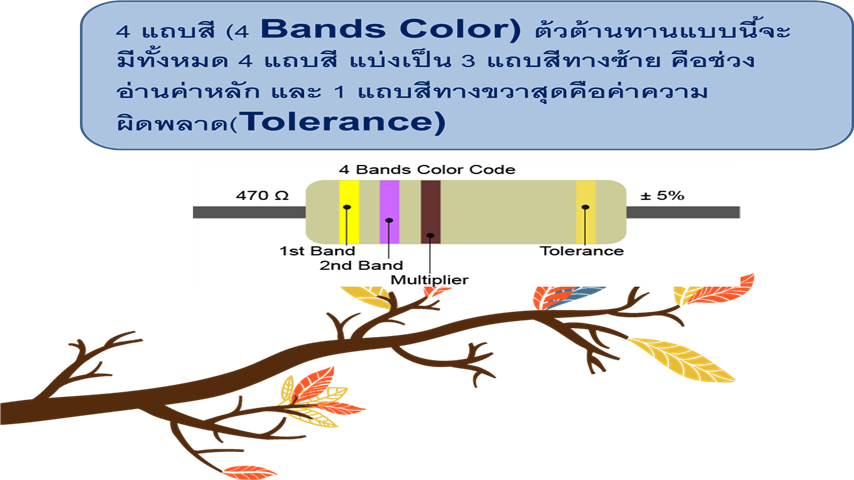 4 แถบสี (4 Bands Color) ตัวต้านทานแบบนี้จะ
มีทั้งหมด 4 แถบสี แบ่งเป็น 3 แถบสีทางซ้าย คือช่วง
อ่านค่าหลัก และ 1 แถบสีทางขวาสุดคือค่าความ
ผิดพลาด(Tolerance)
4 Bands Color Code
470 Ω
± 5%
1st Band
Tolerance
2nd Band
Multiplier